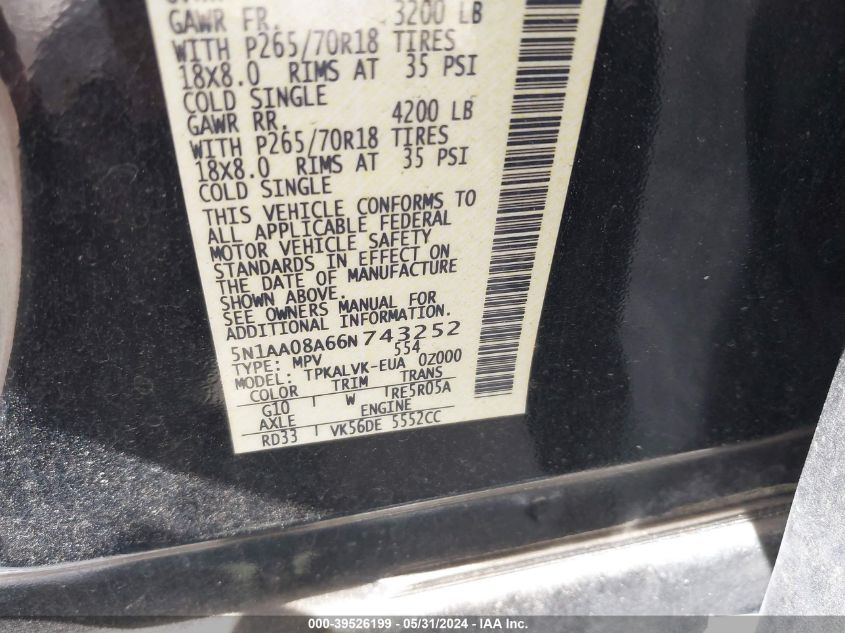 GAWR FR. 3200 LB
WITH P265/70R18 TIRES
18X8.0 RIMS AT 35 PSI
COLD SINGLE
GAWR RR. 4200 LB
WITH P265/70R18 TIRES
18X8.0 RIMS AT 35 PSI
COLD SINGLE
THIS VEHICLE CONFORMS TO
ALL APPLICABLE FEDERAL
MOTOR VEHICLE SAFETY
STANDARDS IN EFFECT ON
THE DATE OF MANUFACTURE
SHOWN ABOVE.
SEE OWNERS MANUAL FOR
ADDITIONAL INFORMATION.
5N1AA08A66N743252
TYPE: MPV 554
MODEL: TPKALVK-EUA 0Z000
COLOR TRIM TRANS
G10 W RE5R05A
AXLE ENGINE
RD33 VK56DE 5552CC
000-39526199 - 05/31/2024 - IAA Inc.